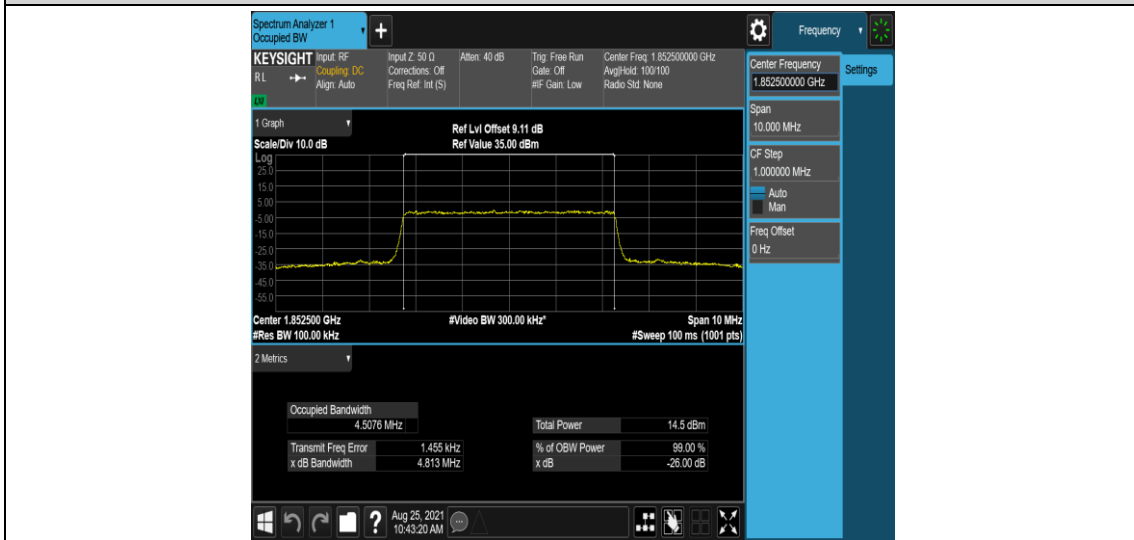 Spectrum Analyzer 1
Occupied BW
+
Frequency
KEYSIGHT
RL
LXI
Input: RF
Coupling: DC
Align: Auto
Input Z: 50 Ω
Corrections: Off
Freq Ref: Int (S)
Atten: 40 dB
Trig: Free Run
Gate: Off
#IF Gain: Low
Center Freq: 1.852500000 GHz
Avg|Hold: 100/100
Radio Std: None
Center Frequency
1.852500000 GHz
Settings
Span
10.000 MHz
CF Step
1.000000 MHz
Auto
Man
Freq Offset
0 Hz
1 Graph
Ref Lvl Offset 9.11 dB
Scale/Div 10.0 dB
Ref Value 35.00 dBm
Log
25.0
15.0
5.00
-5.00
-15.0
-25.0
-35.0
-45.0
-55.0
Center 1.852500 GHz
#Video BW 300.00 kHz*
Span 10 MHz
#Res BW 100.00 kHz
#Sweep 100 ms (1001 pts)
2 Metrics
Occupied Bandwidth
4.5076 MHz
Total Power 14.5 dBm
Transmit Freq Error 1.455 kHz
% of OBW Power 99.00 %
x dB Bandwidth 4.813 MHz
x dB -26.00 dB
?
Aug 25, 2021
10:43:20 AM